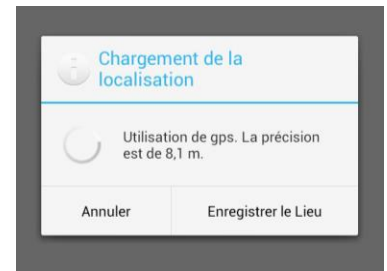 Chargement de la
localisation
Utilisation de gps. La précision
est de 8,1 m.
Annuler
Enregistrer le Lieu